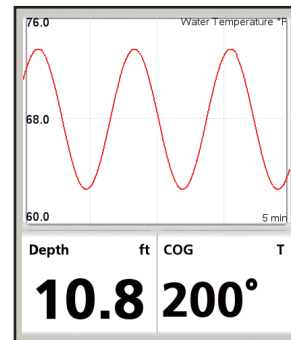 76.0 Water Temperature °F
68.0
60.0 5 min
Depth ft COG T
10.8 200°